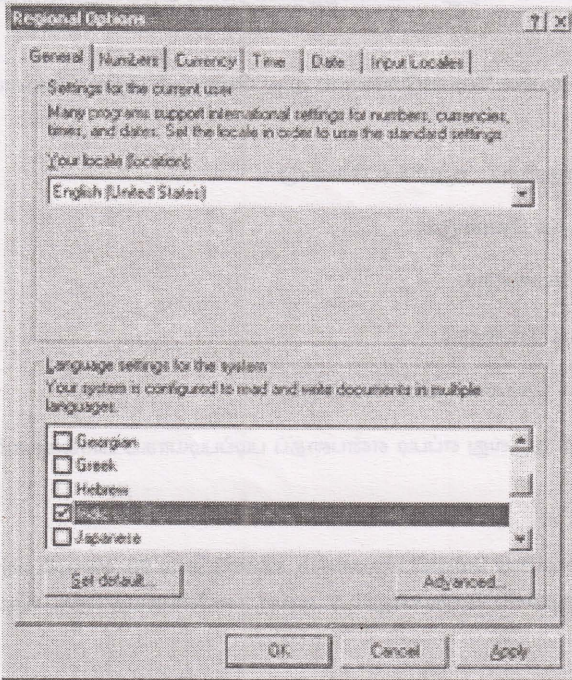 Regional Options
General Numbers Currency Time Date Input Locales
Settings for the current user
Many programs support international settings for numbers, currencies,
times, and dates. Set the locale in order to use the standard settings.
Your locale (location):
English (United States)
Language settings for the system
Your system is configured to read and write documents in multiple
languages.
Georgian
Greek
Hebrew
Japanese
Set default...
Advanced...
OK Cancel Apply